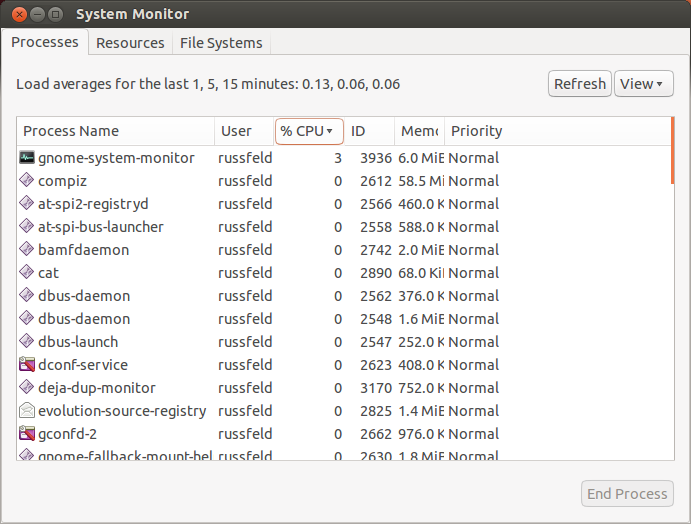 System Monitor
Processes Resources File Systems
Load averages for the last 1, 5, 15 minutes: 0.13, 0.06, 0.06 Refresh View
Process Name User % CPU ID Memo Priority
gnome-system-monitor russfeld 3 3936 6.0 MiB Normal
compiz russfeld 0 2612 58.5 Mi Normal
at-spi2-registryd russfeld 0 2566 460.0 K Normal
at-spi-bus-launcher russfeld 0 2558 588.0 K Normal
bamfdaemon russfeld 0 2742 2.0 MiB Normal
cat russfeld 0 2890 68.0 Ki Normal
dbus-daemon russfeld 0 2562 376.0 K Normal
dbus-daemon russfeld 0 2548 1.6 MiB Normal
dbus-launch russfeld 0 2547 252.0 K Normal
dconf-service russfeld 0 2623 408.0 K Normal
deja-dup-monitor russfeld 0 3170 752.0 K Normal
evolution-source-registry russfeld 0 2825 1.4 MiB Normal
gconfd-2 russfeld 0 2662 976.0 K Normal
gnome-fallback-mount-hel russfeld 0 2630 1.8 MiB Normal
End Process